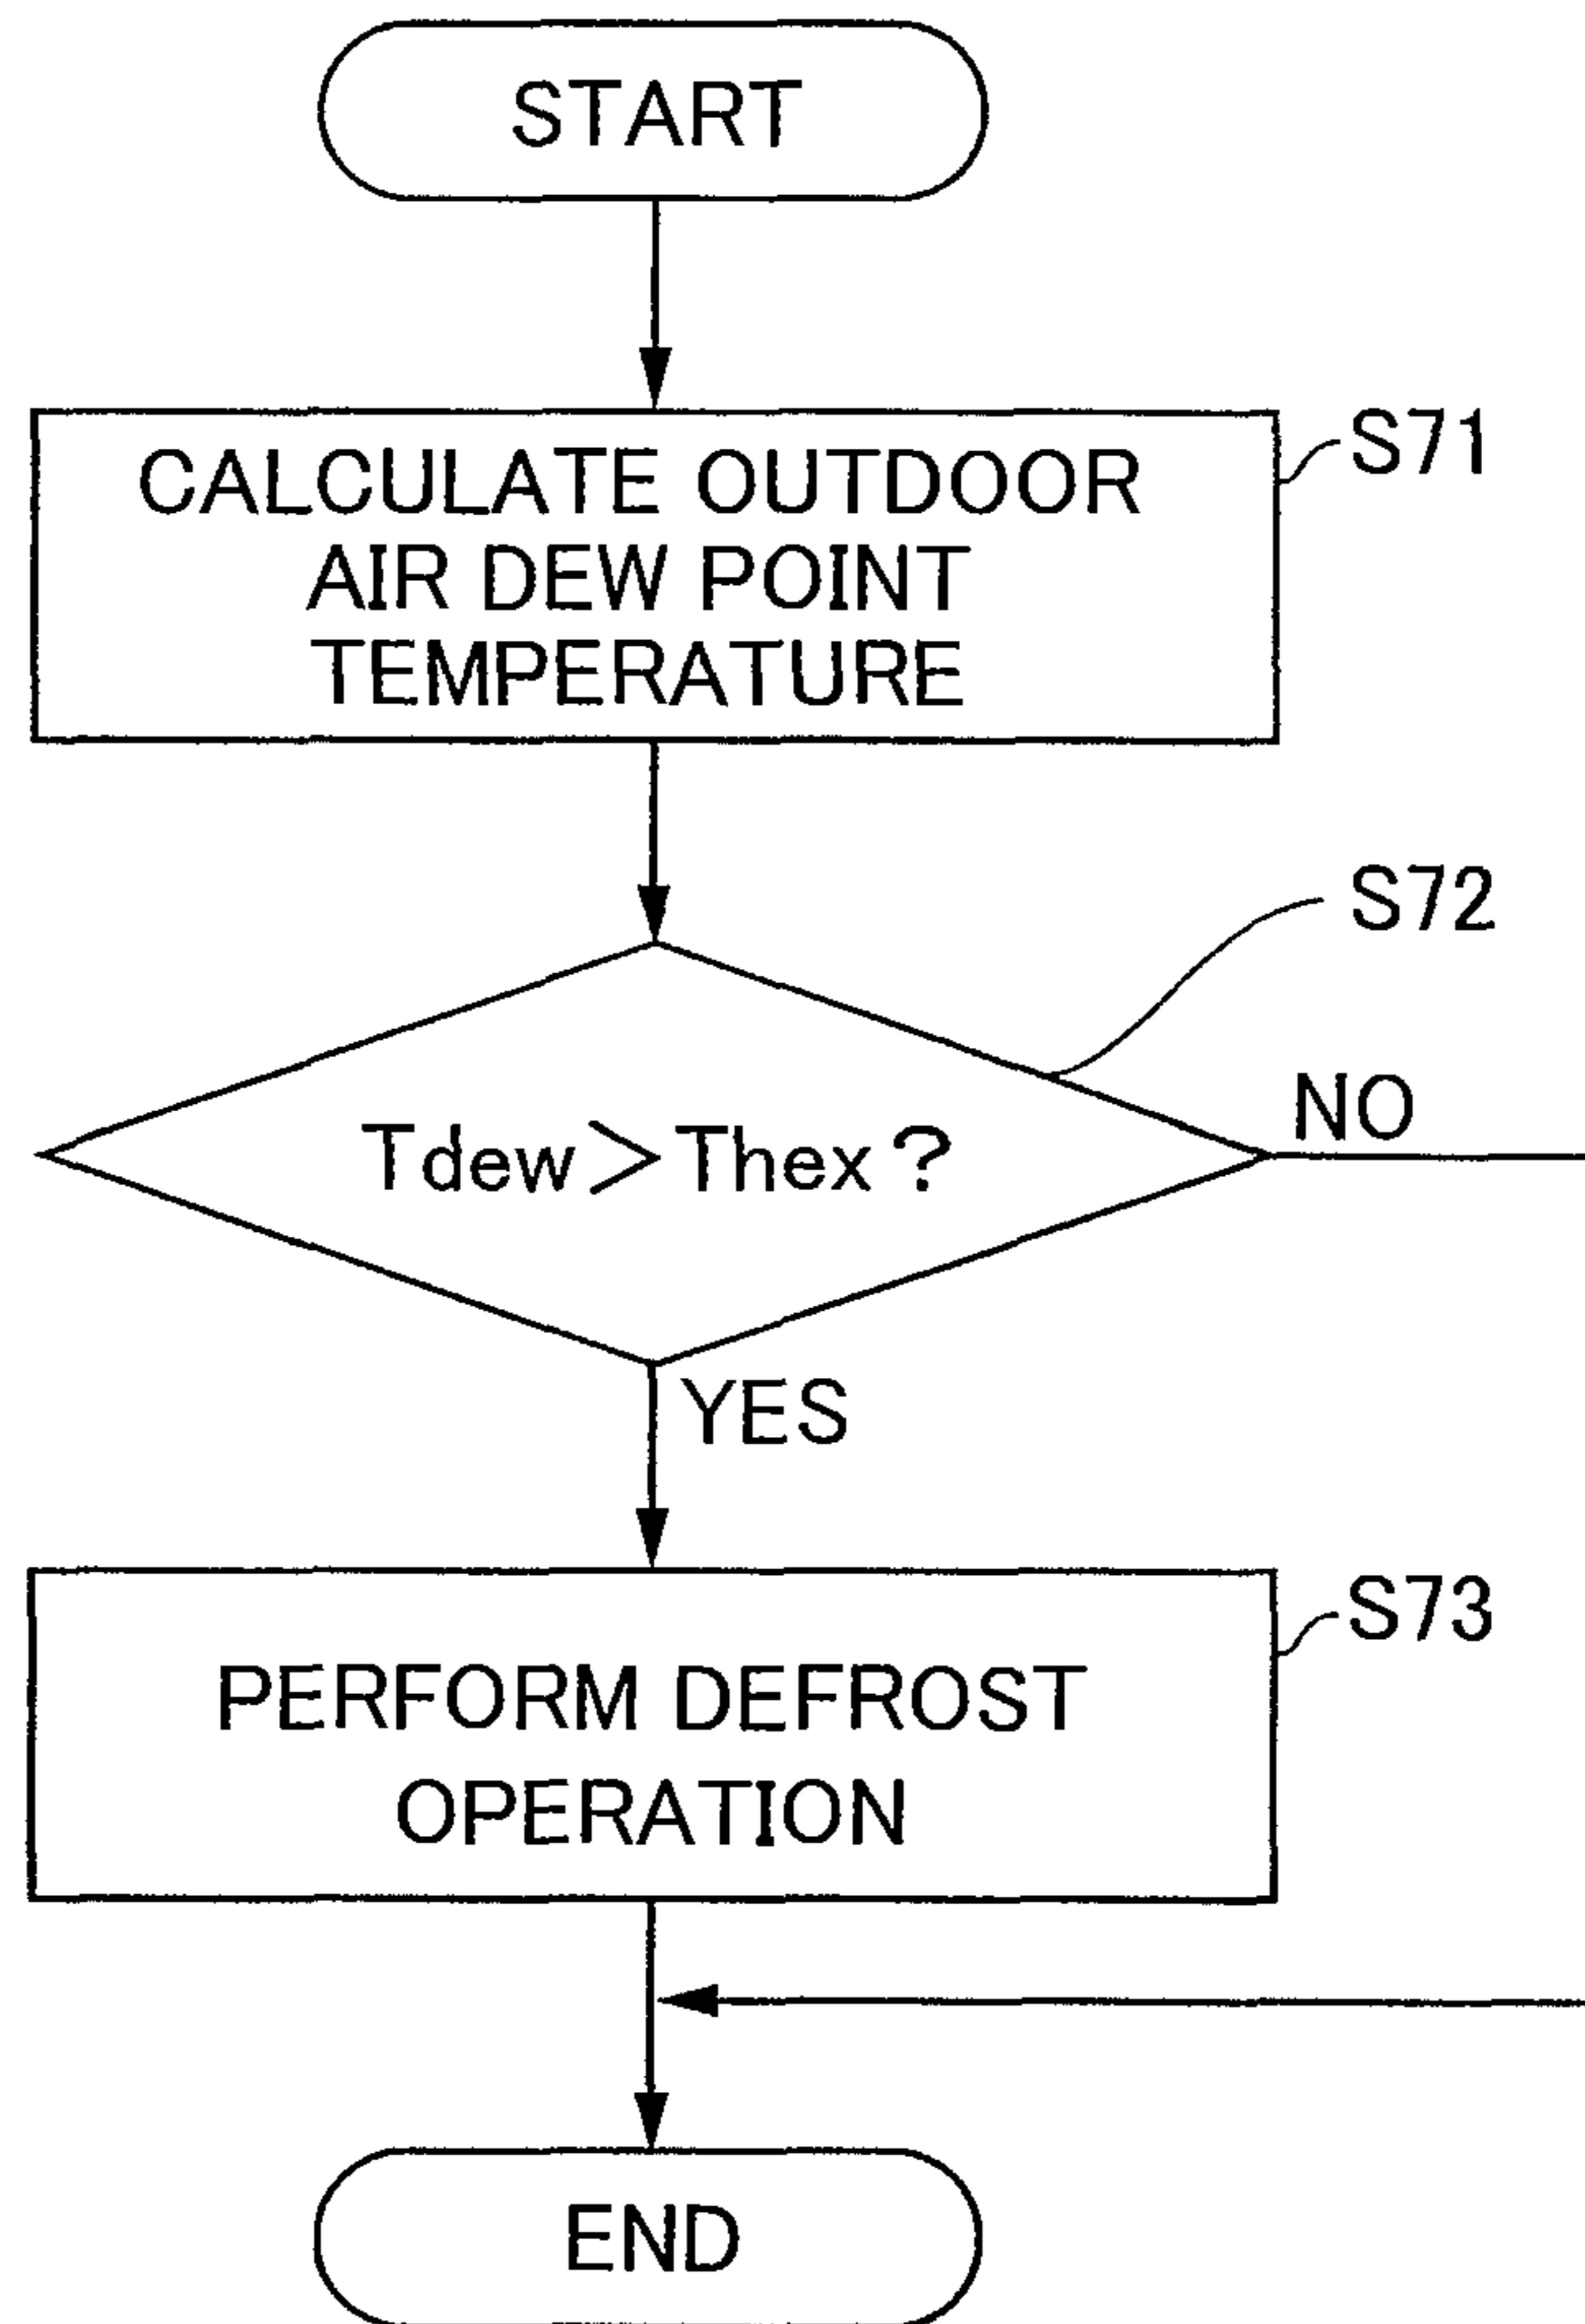 START
CALCULATE OUTDOOR
AIR DEW POINT
TEMPERATURE
S71
S72
Tdew>Thex?
NO
YES
PERFORM DEFROST
OPERATION
S73
END